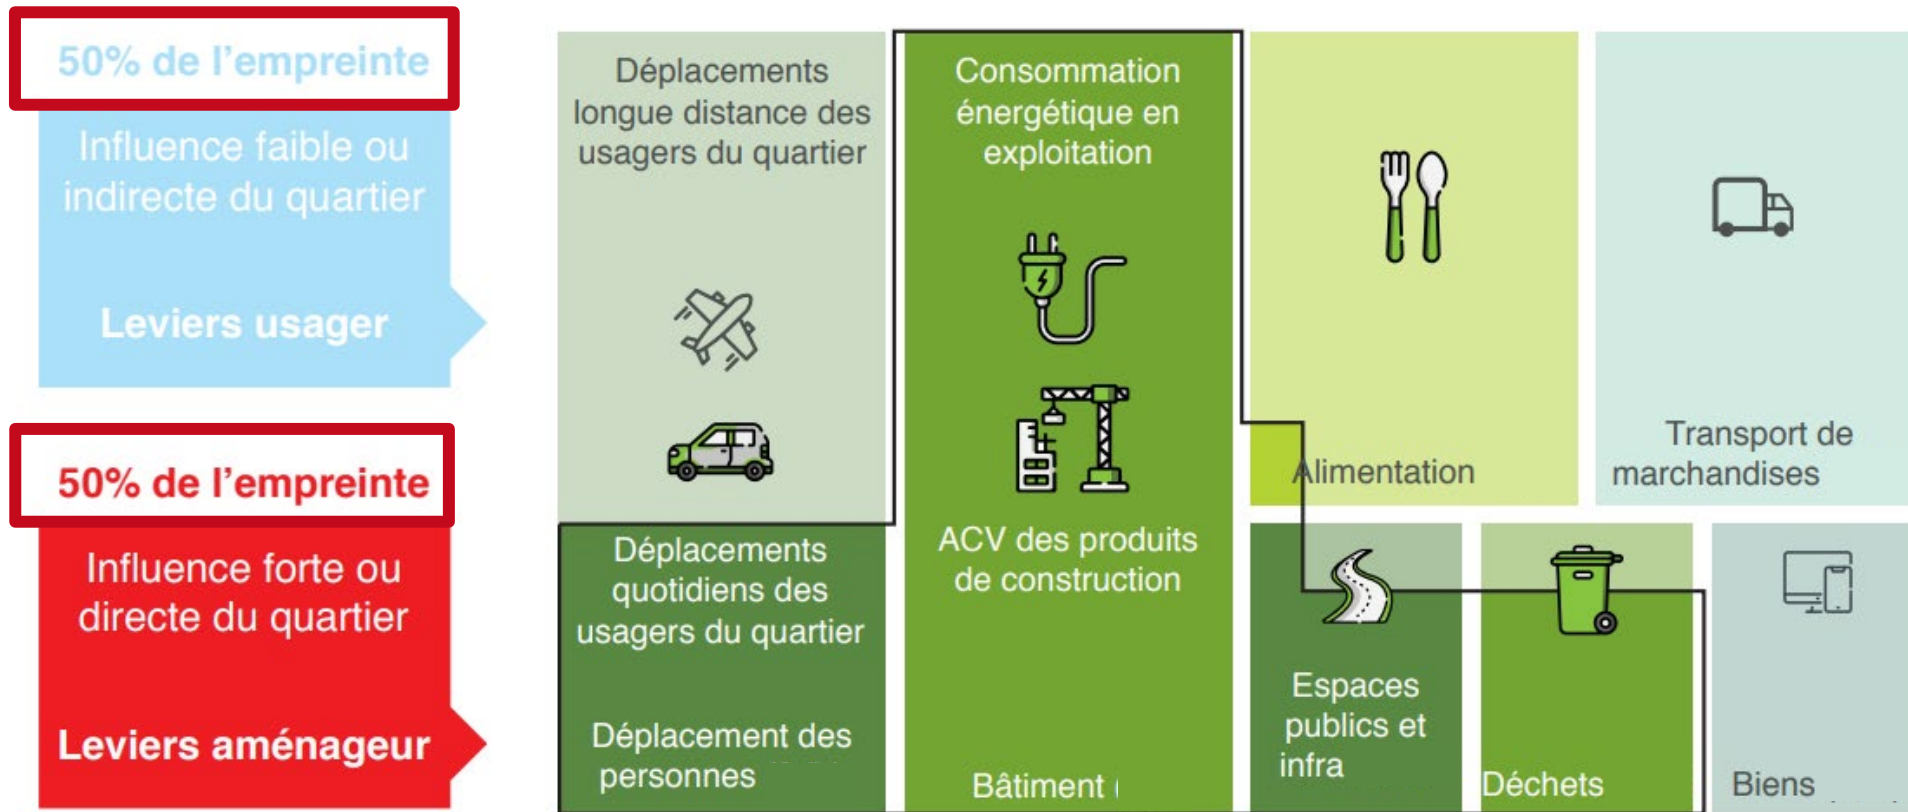 50% de l'empreinte
Influence faible ou
indirecte du quartier
Leviers usager
50% de l'empreinte
Influence forte ou
directe du quartier
Leviers aménageur
Déplacements
longue distance des
usagers du quartier
Déplacements
quotidiens des
usagers du quartier
Déplacement des
personnes
Consommation
énergétique en
exploitation
ACV des produits
de construction
Bâtiment
Alimentation
Transport de
marchandises
Espaces
publics et
infra
Déchets
Biens